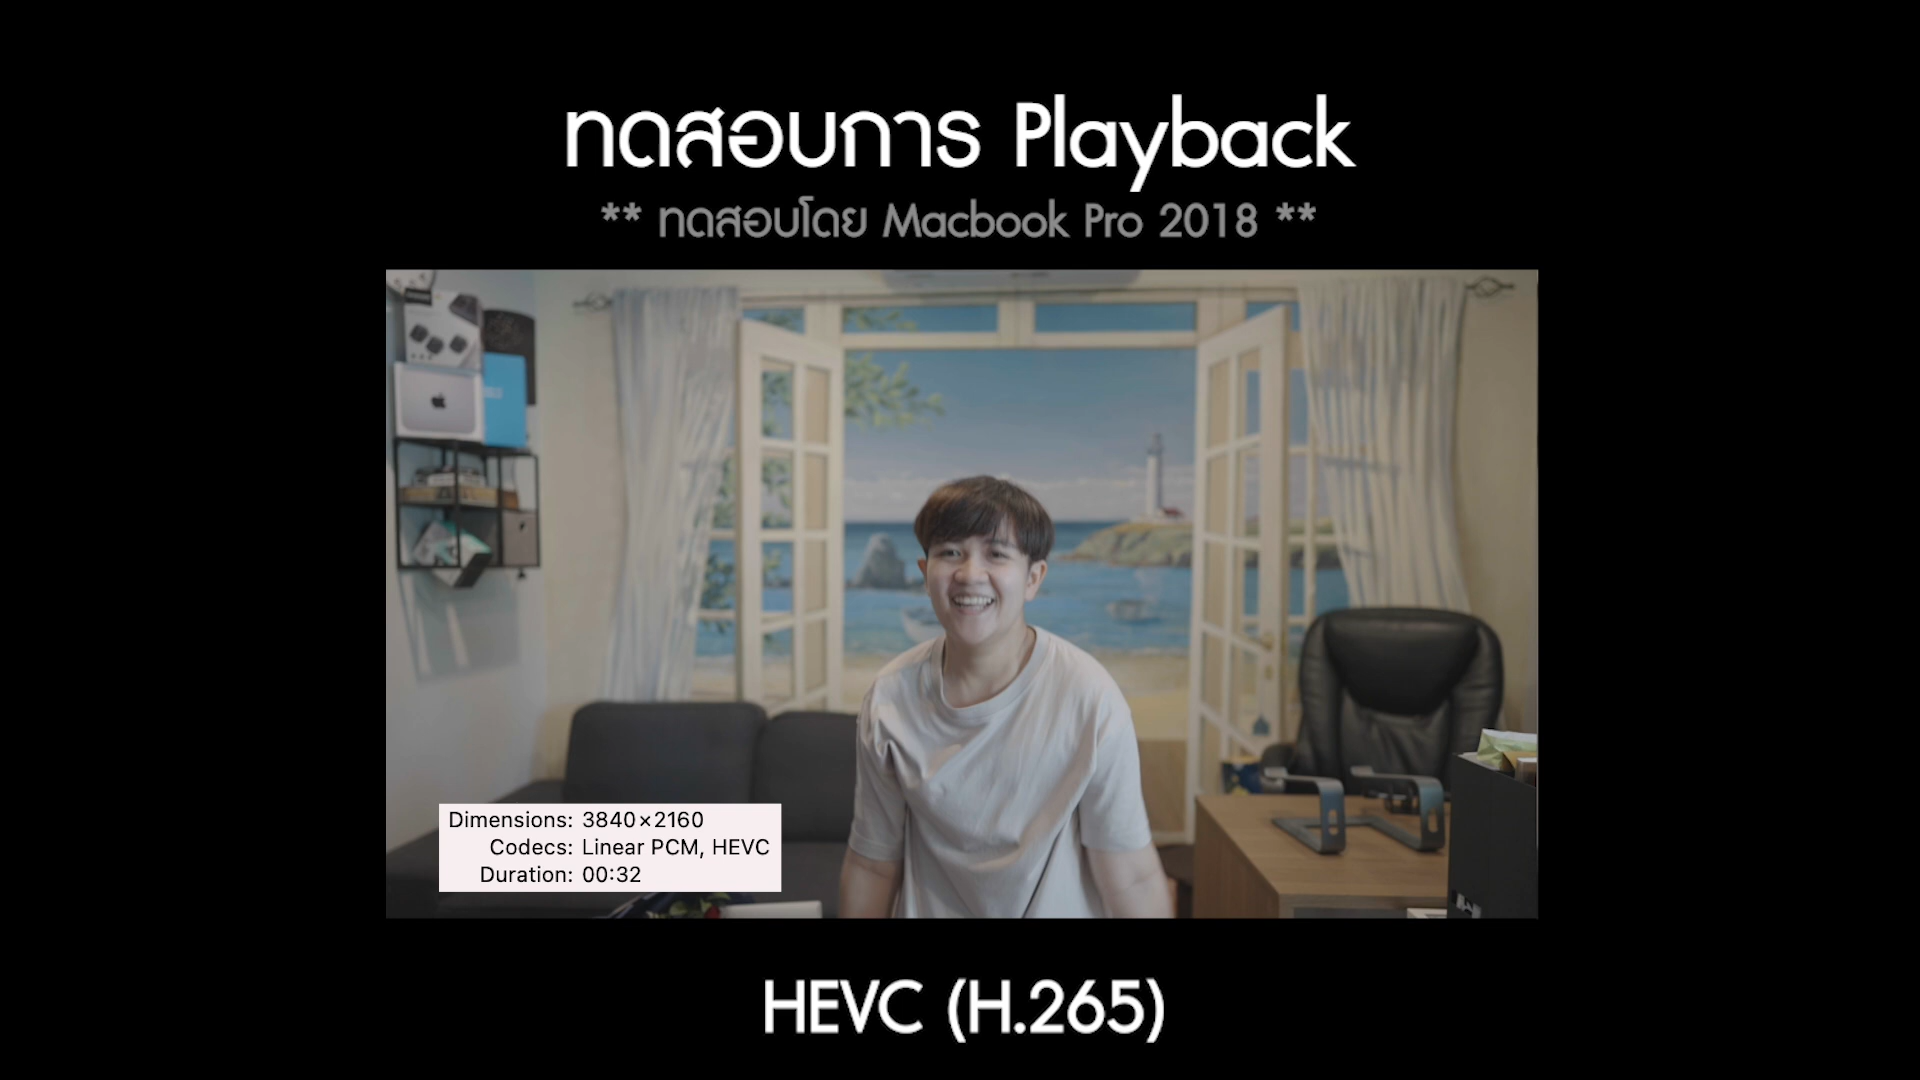 ทดสอบการ Playback
** ทดสอบโดย Macbook Pro 2018 **
Dimensions: 3840×2160
Codecs: Linear PCM, HEVC
Duration: 00:32
HEVC (H.265)